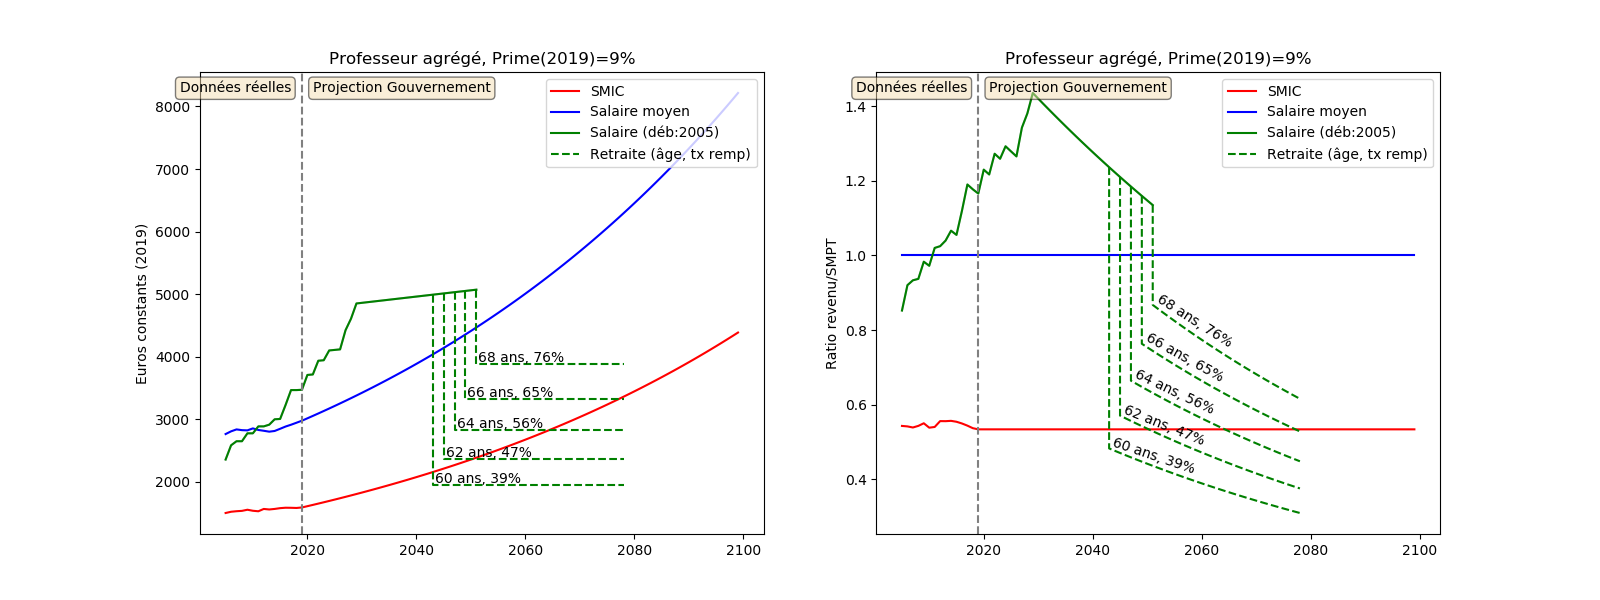 Professeur agrégé, Prime(2019)=9%
Données réelles
Projection Gouvernement
SMIC
Salaire moyen
Salaire (déb:2005)
Retraite (âge, tx remp)
Euros constants (2019)
8000
7000
6000
5000
4000
3000
2000
68 ans, 76%
66 ans, 65%
64 ans, 56%
62 ans, 47%
60 ans, 39%
2020
2040
2060
2080
2100
Professeur agrégé, Prime(2019)=9%
Données réelles
Projection Gouvernement
SMIC
Salaire moyen
Salaire (déb:2005)
Retraite (âge, tx remp)
Ratio revenu/SMPT
1.4
1.2
1.0
0.8
0.6
0.4
68 ans, 76%
66 ans, 65%
64 ans, 56%
62 ans, 47%
60 ans, 39%
2020
2040
2060
2080
2100